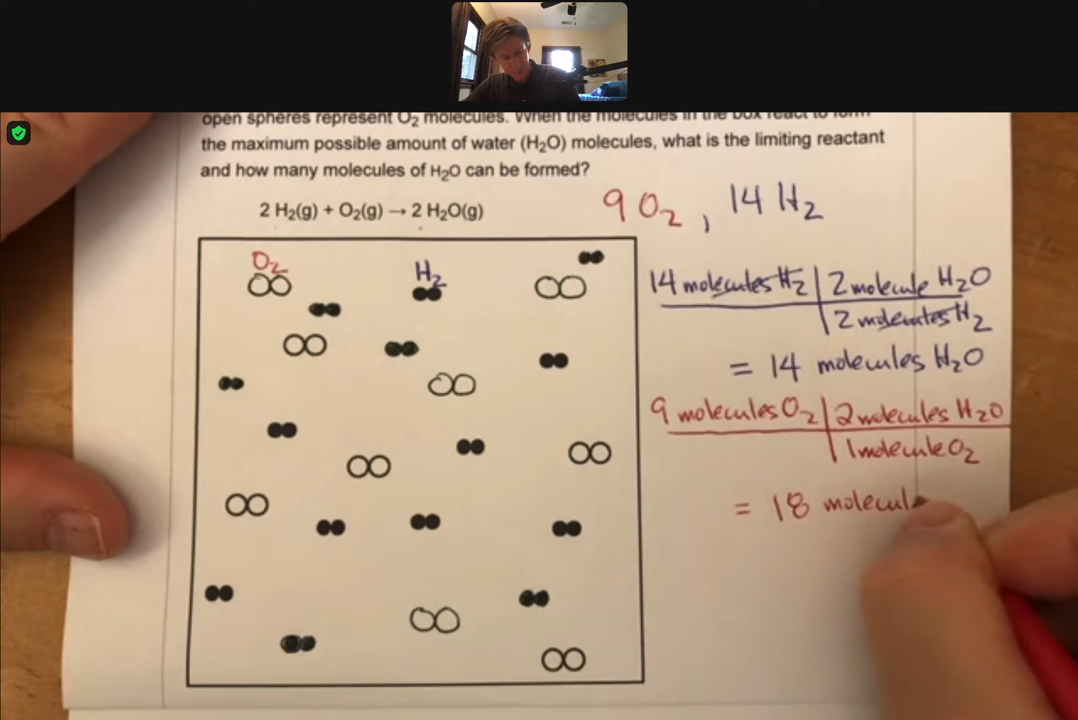 open spheres represent O₂ molecules. When the molecules in the box react to form
the maximum possible amount of water (H₂O) molecules, what is the limiting reactant
and how many molecules of H₂O can be formed?
2 H₂(g) + O₂(g) → 2 H₂O(g)
9 O₂ , 14 H₂
O₂
H₂
14 molecules H₂ | 2 molecule H₂O
2 molecules H₂
= 14 molecules H₂O
9 molecules O₂ | 2 molecules H₂O
1 molecule O₂
= 18 molecul